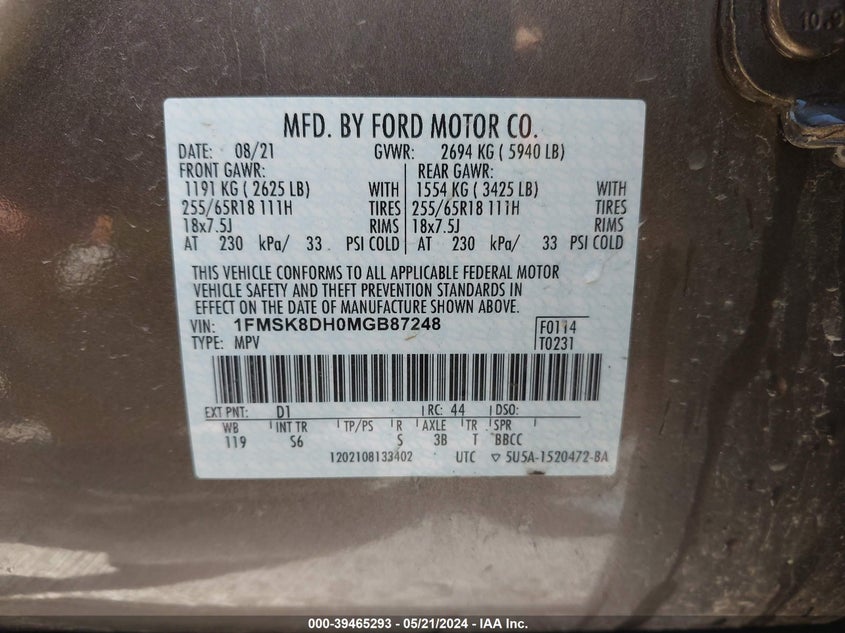 10.9
MFD. BY FORD MOTOR CO.
DATE: 08/21 GVWR: 2694 KG ( 5940 LB)
FRONT GAWR: REAR GAWR:
1191 KG ( 2625 LB) WITH 1554 KG ( 3425 LB) WITH
255/65R18 111H TIRES 255/65R18 111H TIRES
18x7.5J RIMS 18x7.5J RIMS
AT 230 kPa/ 33 PSI COLD AT 230 kPa/ 33 PSI COLD
THIS VEHICLE CONFORMS TO ALL APPLICABLE FEDERAL MOTOR
VEHICLE SAFETY AND THEFT PREVENTION STANDARDS IN
EFFECT ON THE DATE OF MANUFACTURE SHOWN ABOVE.
VIN: 1FMSK8DH0MGB87248 F0114
TYPE: MPV T0231
EXT PNT: D1 RC: 44 DSO:
WB INT TR TP/PS R AXLE TR SPR
119 S6 S 3B T BBCC
1202108133402 UTC ▽ 5U5A-1520472-BA
000-39465293 - 05/21/2024 - IAA Inc.